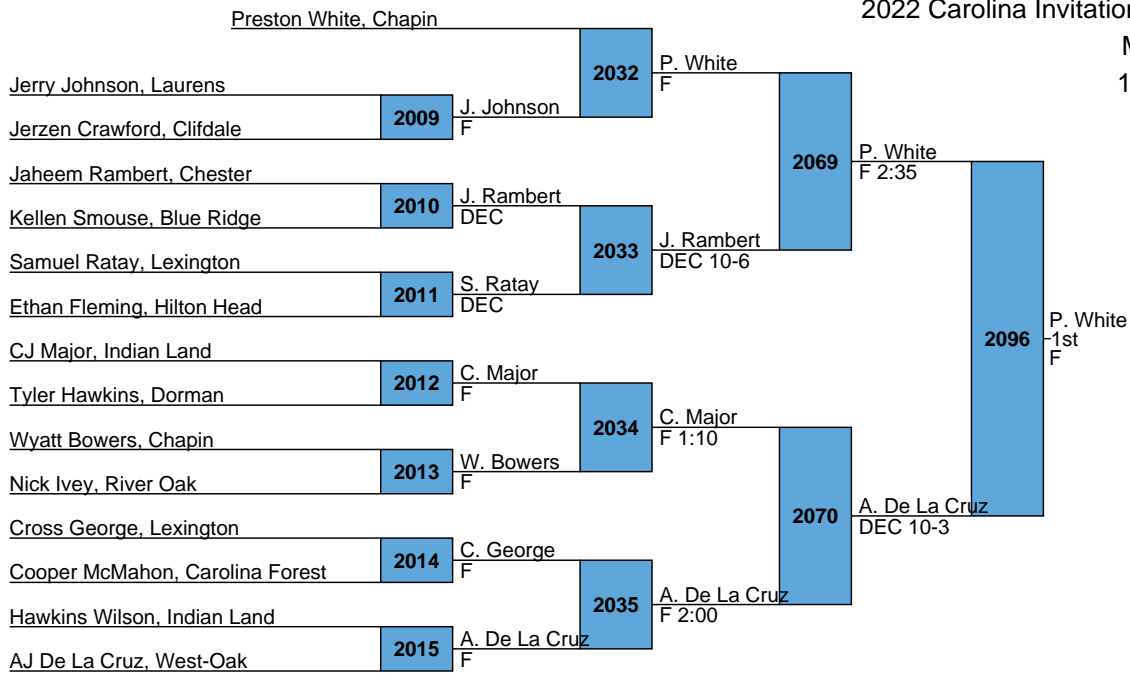 2022 Carolina Invitation
M
1
Preston White, Chapin
2032
P. White
F
Jerry Johnson, Laurens
2009
J. Johnson
F
Jerzen Crawford, Clifdale
2069
P. White
F 2:35
Jaheem Rambert, Chester
2010
J. Rambert
DEC
Kellen Smouse, Blue Ridge
2033
J. Rambert
DEC 10-6
Samuel Ratay, Lexington
2011
S. Ratay
DEC
Ethan Fleming, Hilton Head
2096
P. White
1st
F
CJ Major, Indian Land
2012
C. Major
F
Tyler Hawkins, Dorman
2034
C. Major
F 1:10
Wyatt Bowers, Chapin
2013
W. Bowers
F
Nick Ivey, River Oak
2070
A. De La Cruz
DEC 10-3
Cross George, Lexington
2014
C. George
F
Cooper McMahon, Carolina Forest
2035
A. De La Cruz
F 2:00
Hawkins Wilson, Indian Land
2015
A. De La Cruz
F
AJ De La Cruz, West-Oak